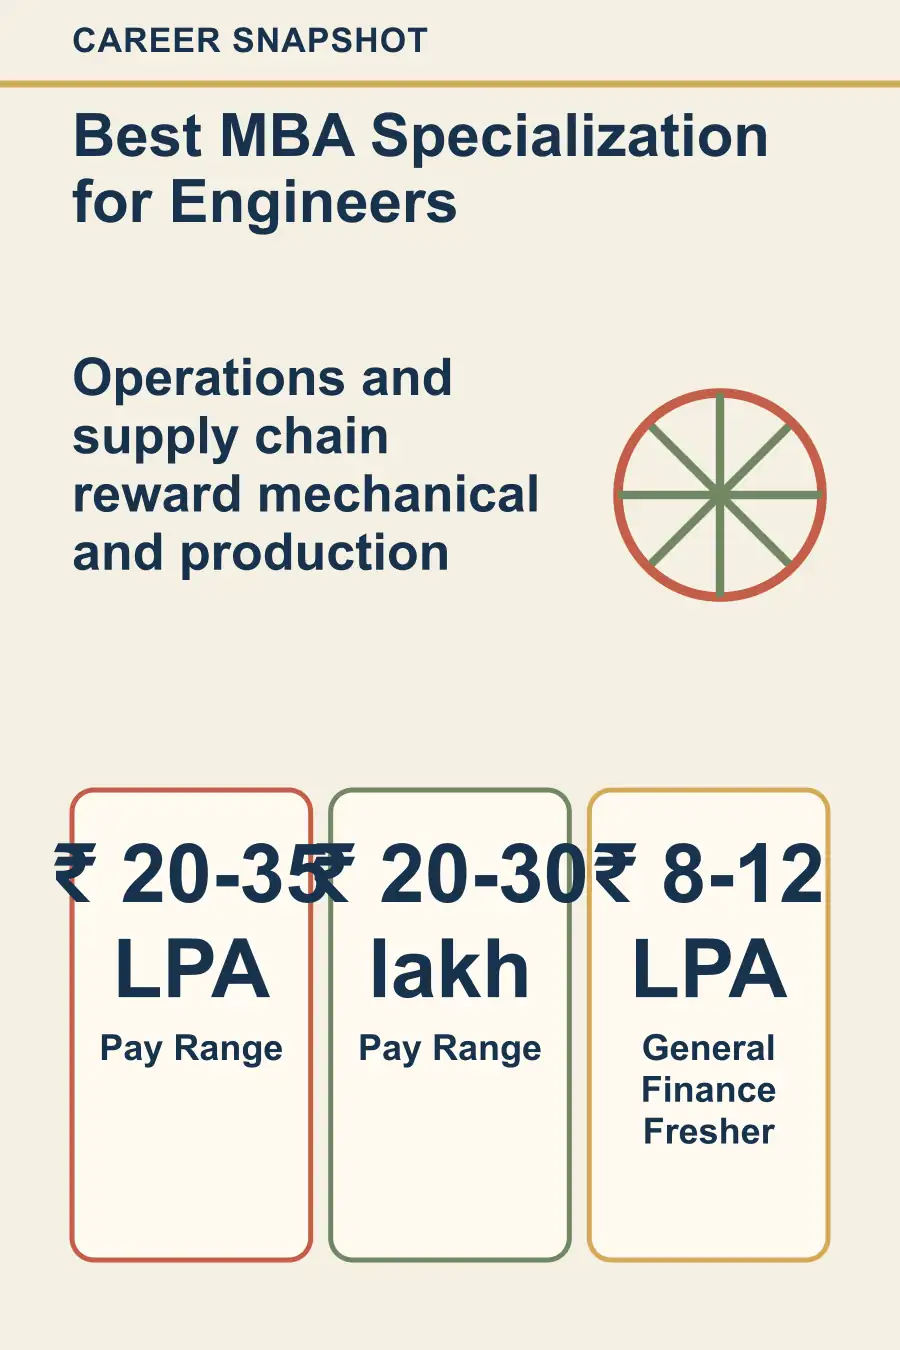 CAREER SNAPSHOT
Best MBA Specialization
for Engineers
Operations and
supply chain
reward mechanical
and production
₹ 20-35
LPA
Pay Range
₹ 20-30
lakh
Pay Range
₹ 8-12
LPA
General
Finance
Fresher